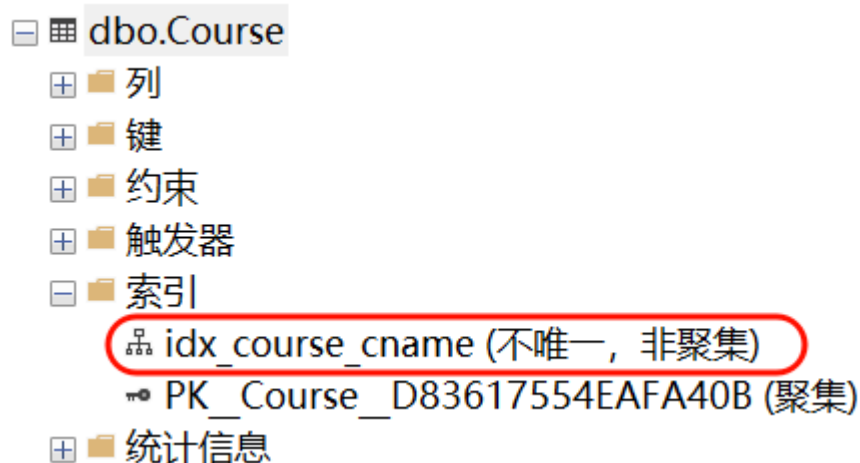 dbo.Course
列
键
约束
触发器
索引
idx_course_cname (不唯一，非聚集)
PK__Course__D83617554EAFA40B (聚集)
统计信息